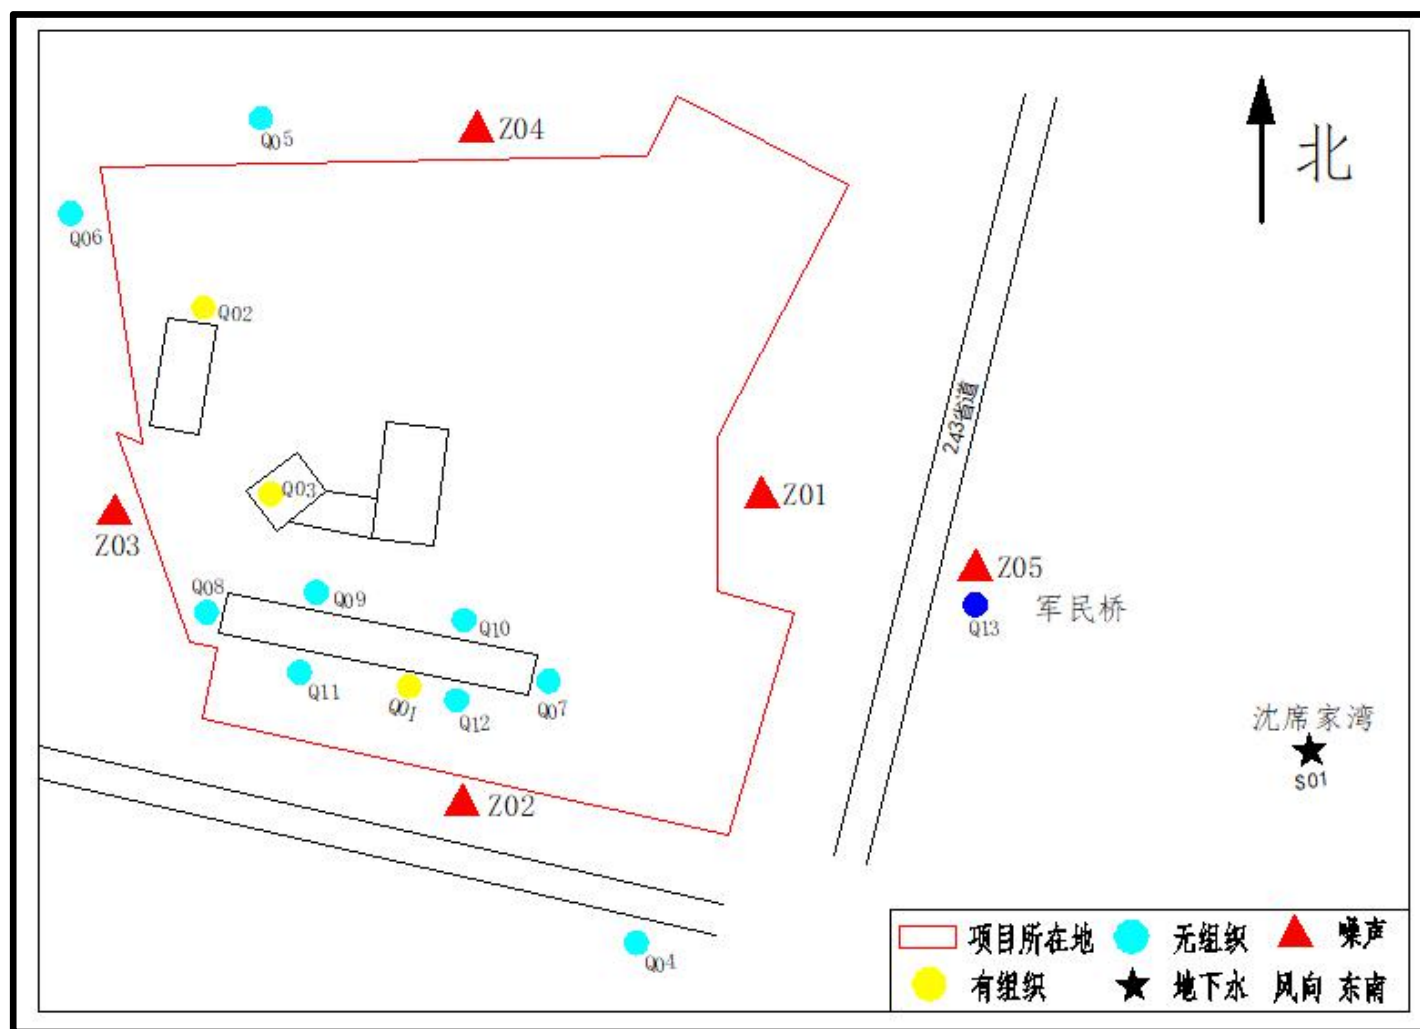 Z04
Q05
北
Q06
Q02
243省道
Q03
Z01
Z03
Z05
Q08
Q09
军民桥
Q13
Q10
Q11
Q01
Q12
Q07
沈席家湾
S01
Z02
Q04
项目所在地 无组织 噪声
有组织 地下水 风向 东南